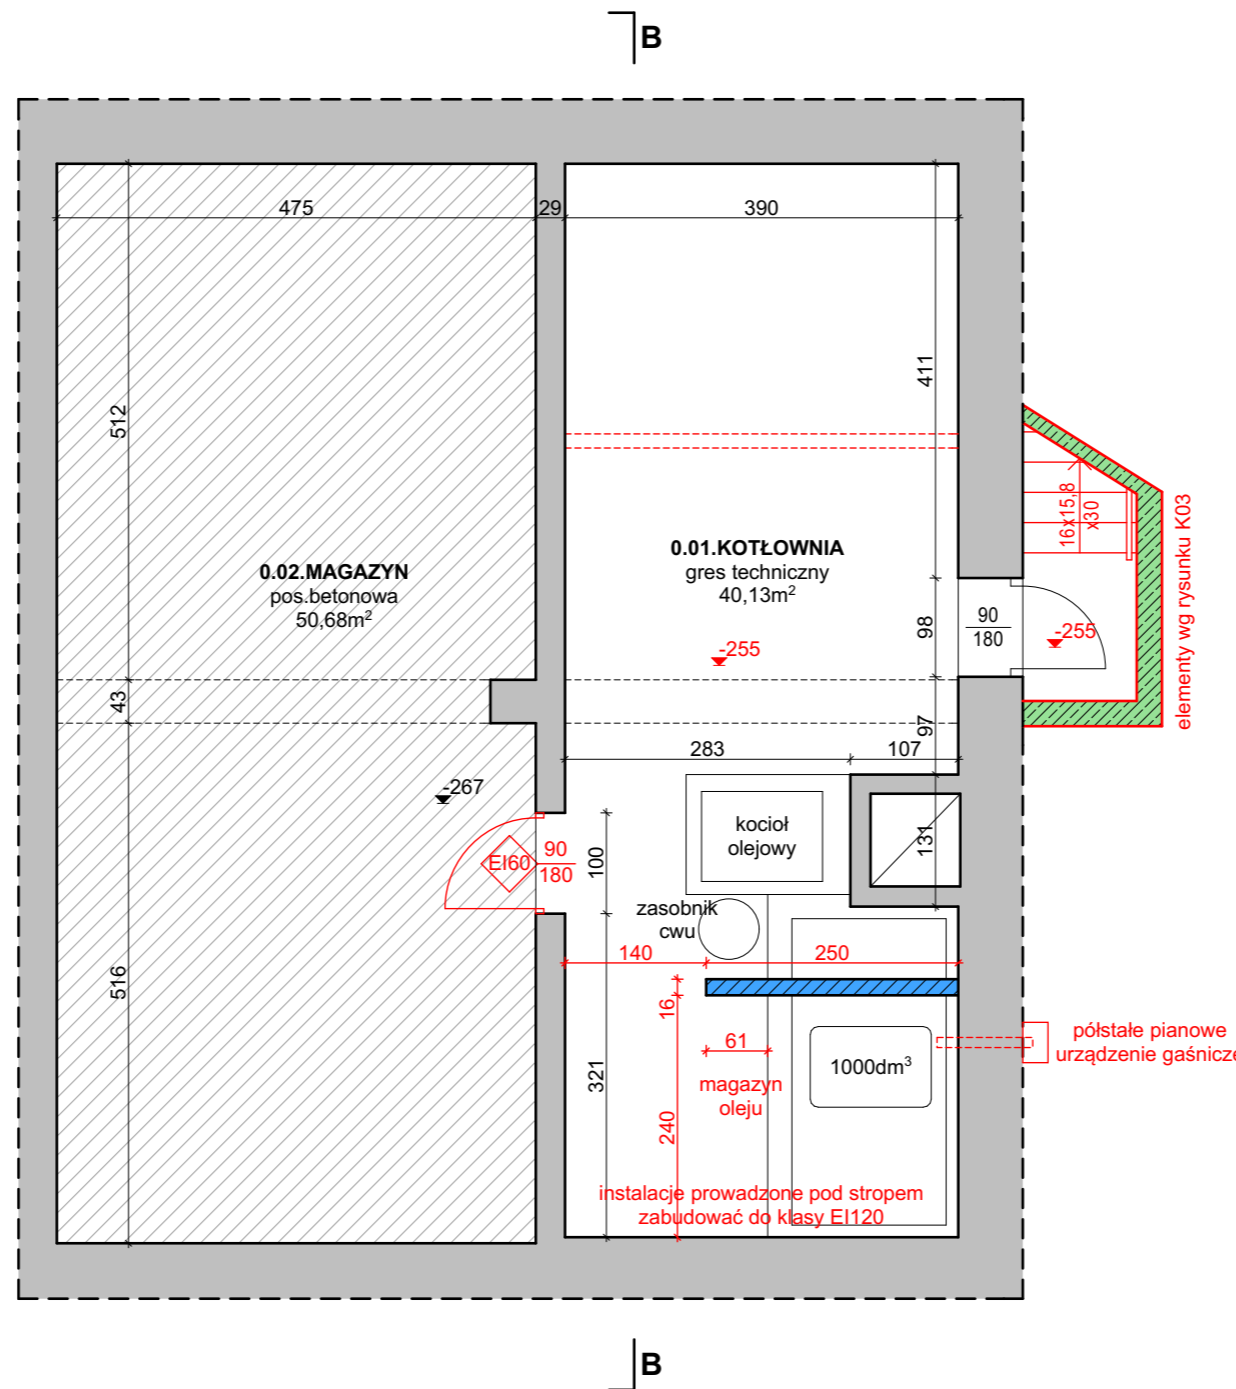 B
475
29
390
512
411
16x15,8
x30
elementy wg rysunku K03
0.02.MAGAZYN
pos.betonowa
50,68m²
0.01.KOTŁOWNIA
gres techniczny
40,13m²
98
90
180
-255
-255
43
97
283
107
-267
kocioł
olejowy
131
EI60
90
180
100
zasobnik
cwu
140
250
516
16
61
321
1000dm³
półstałe pianowe
urządzenie gaśnicze
magazyn
oleju
240
instalacje prowadzone pod stropem
zabudować do klasy EI120
B